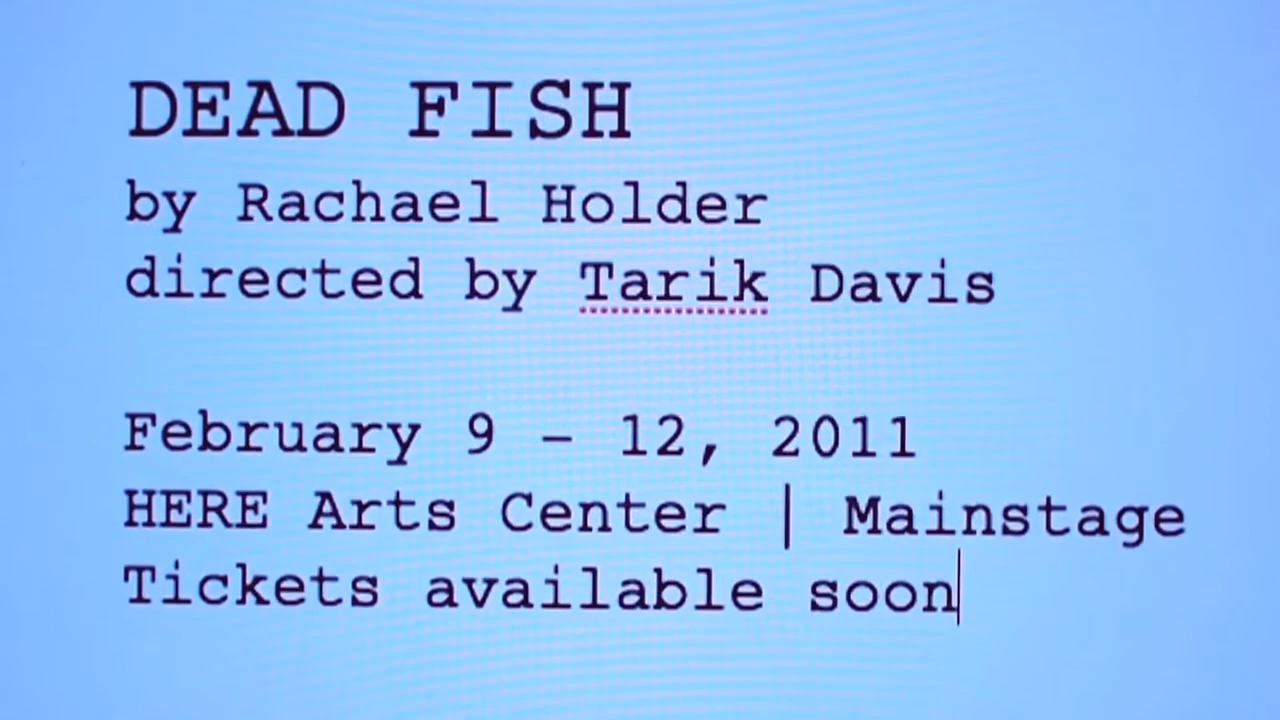 DEAD FISH
by Rachael Holder
directed by Tarik Davis
February 9 – 12, 2011
HERE Arts Center | Mainstage
Tickets available soon